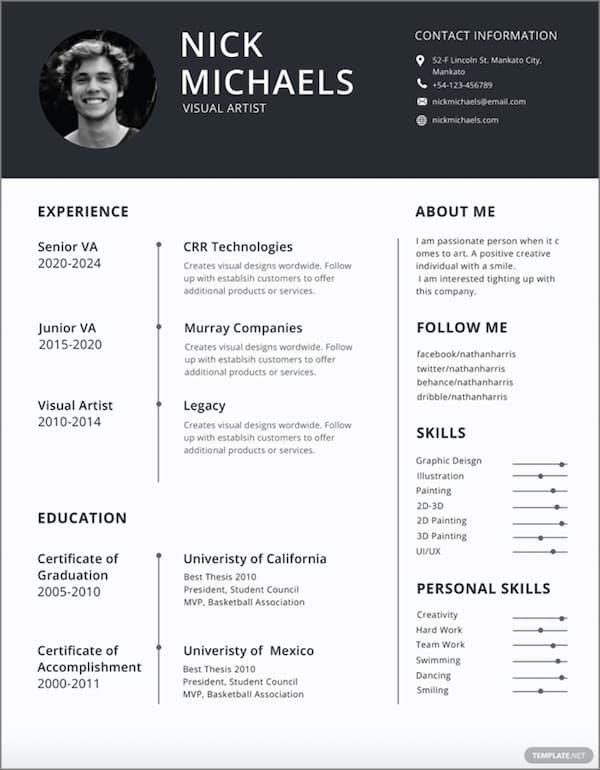 NICK
MICHAELS
VISUAL ARTIST
CONTACT INFORMATION
52-F Lincoln St. Mankato City,
Mankato
+54-123-456789
nickmichaels@email.com
nickmichaels.com
EXPERIENCE
Senior VA
2020-2024
CRR Technologies
Creates visual designs wordwide. Follow
up with establsih customers to offer
additional products or services.
Junior VA
2015-2020
Murray Companies
Creates visual designs wordwide. Follow
up with establsih customers to offer
additional products or services.
Visual Artist
2010-2014
Legacy
Creates visual designs wordwide. Follow
up with establsih customers to offer
additional products or services.
EDUCATION
Certificate of
Graduation
2005-2010
Univeristy of California
Best Thesis 2010
President, Student Council
MVP, Basketball Association
Certificate of
Accomplishment
2000-2011
Univeristy of Mexico
Best Thesis 2010
President, Student Council
MVP, Basketball Association
ABOUT ME
I am passionate person when it c
omes to art. A positive creative
individual with a smile.
I am interested tighting up with
this company.
FOLLOW ME
facebook/nathanharris
twitter/nathanharris
behance/nathanharris
dribble/nathanharris
SKILLS
Graphic Deisgn
Illustration
Painting
2D-3D
2D Painting
3D Painting
UI/UX
PERSONAL SKILLS
Creativity
Hard Work
Team Work
Swimming
Dancing
Smiling
TEMPLATE.NET